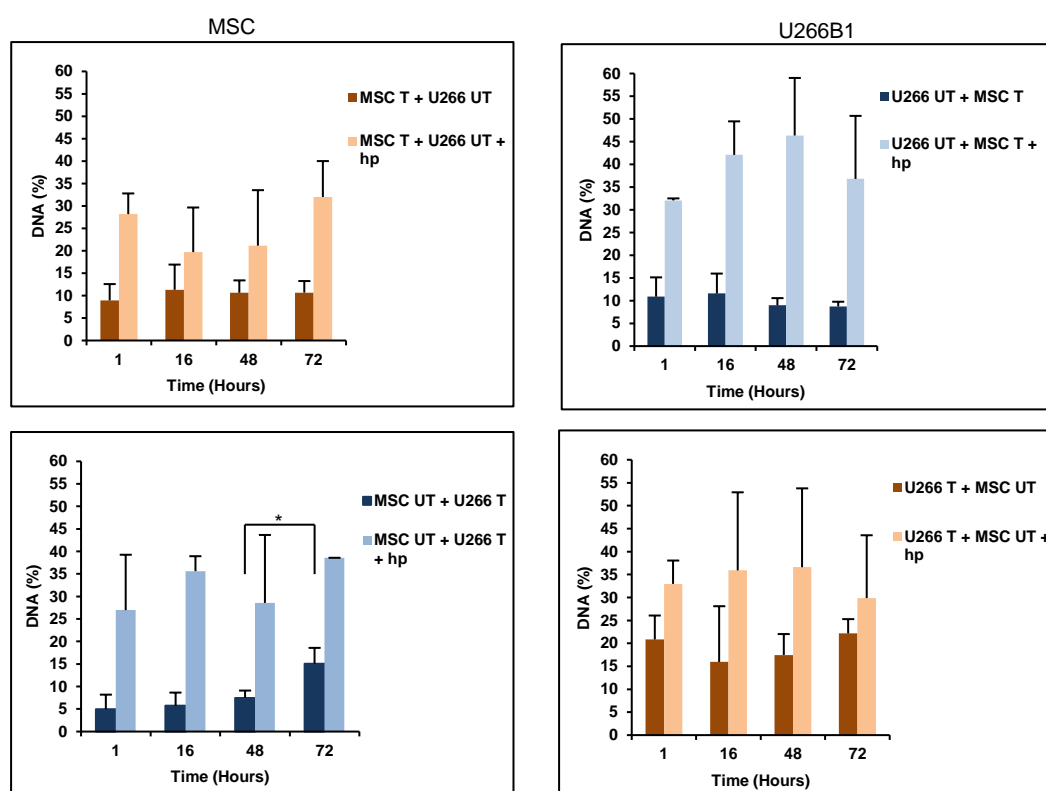 MSC
60
55
50
45
40
35
30
25
20
15
10
5
0
DNA (%)
1 16 48 72
Time (Hours)
MSC T + U266 UT
MSC T + U266 UT +
hp
U266B1
60
55
50
45
40
35
30
25
20
15
10
5
0
DNA (%)
1 16 48 72
Time (Hours)
U266 UT + MSC T
U266 UT + MSC T +
hp
60
55
50
45
40
35
30
25
20
15
10
5
0
DNA (%)
*
1 16 48 72
Time (Hours)
MSC UT + U266 T
MSC UT + U266 T
+ hp
60
55
50
45
40
35
30
25
20
15
10
5
0
DNA (%)
1 16 48 72
Time (Hours)
U266 T + MSC UT
U266 T + MSC UT +
hp